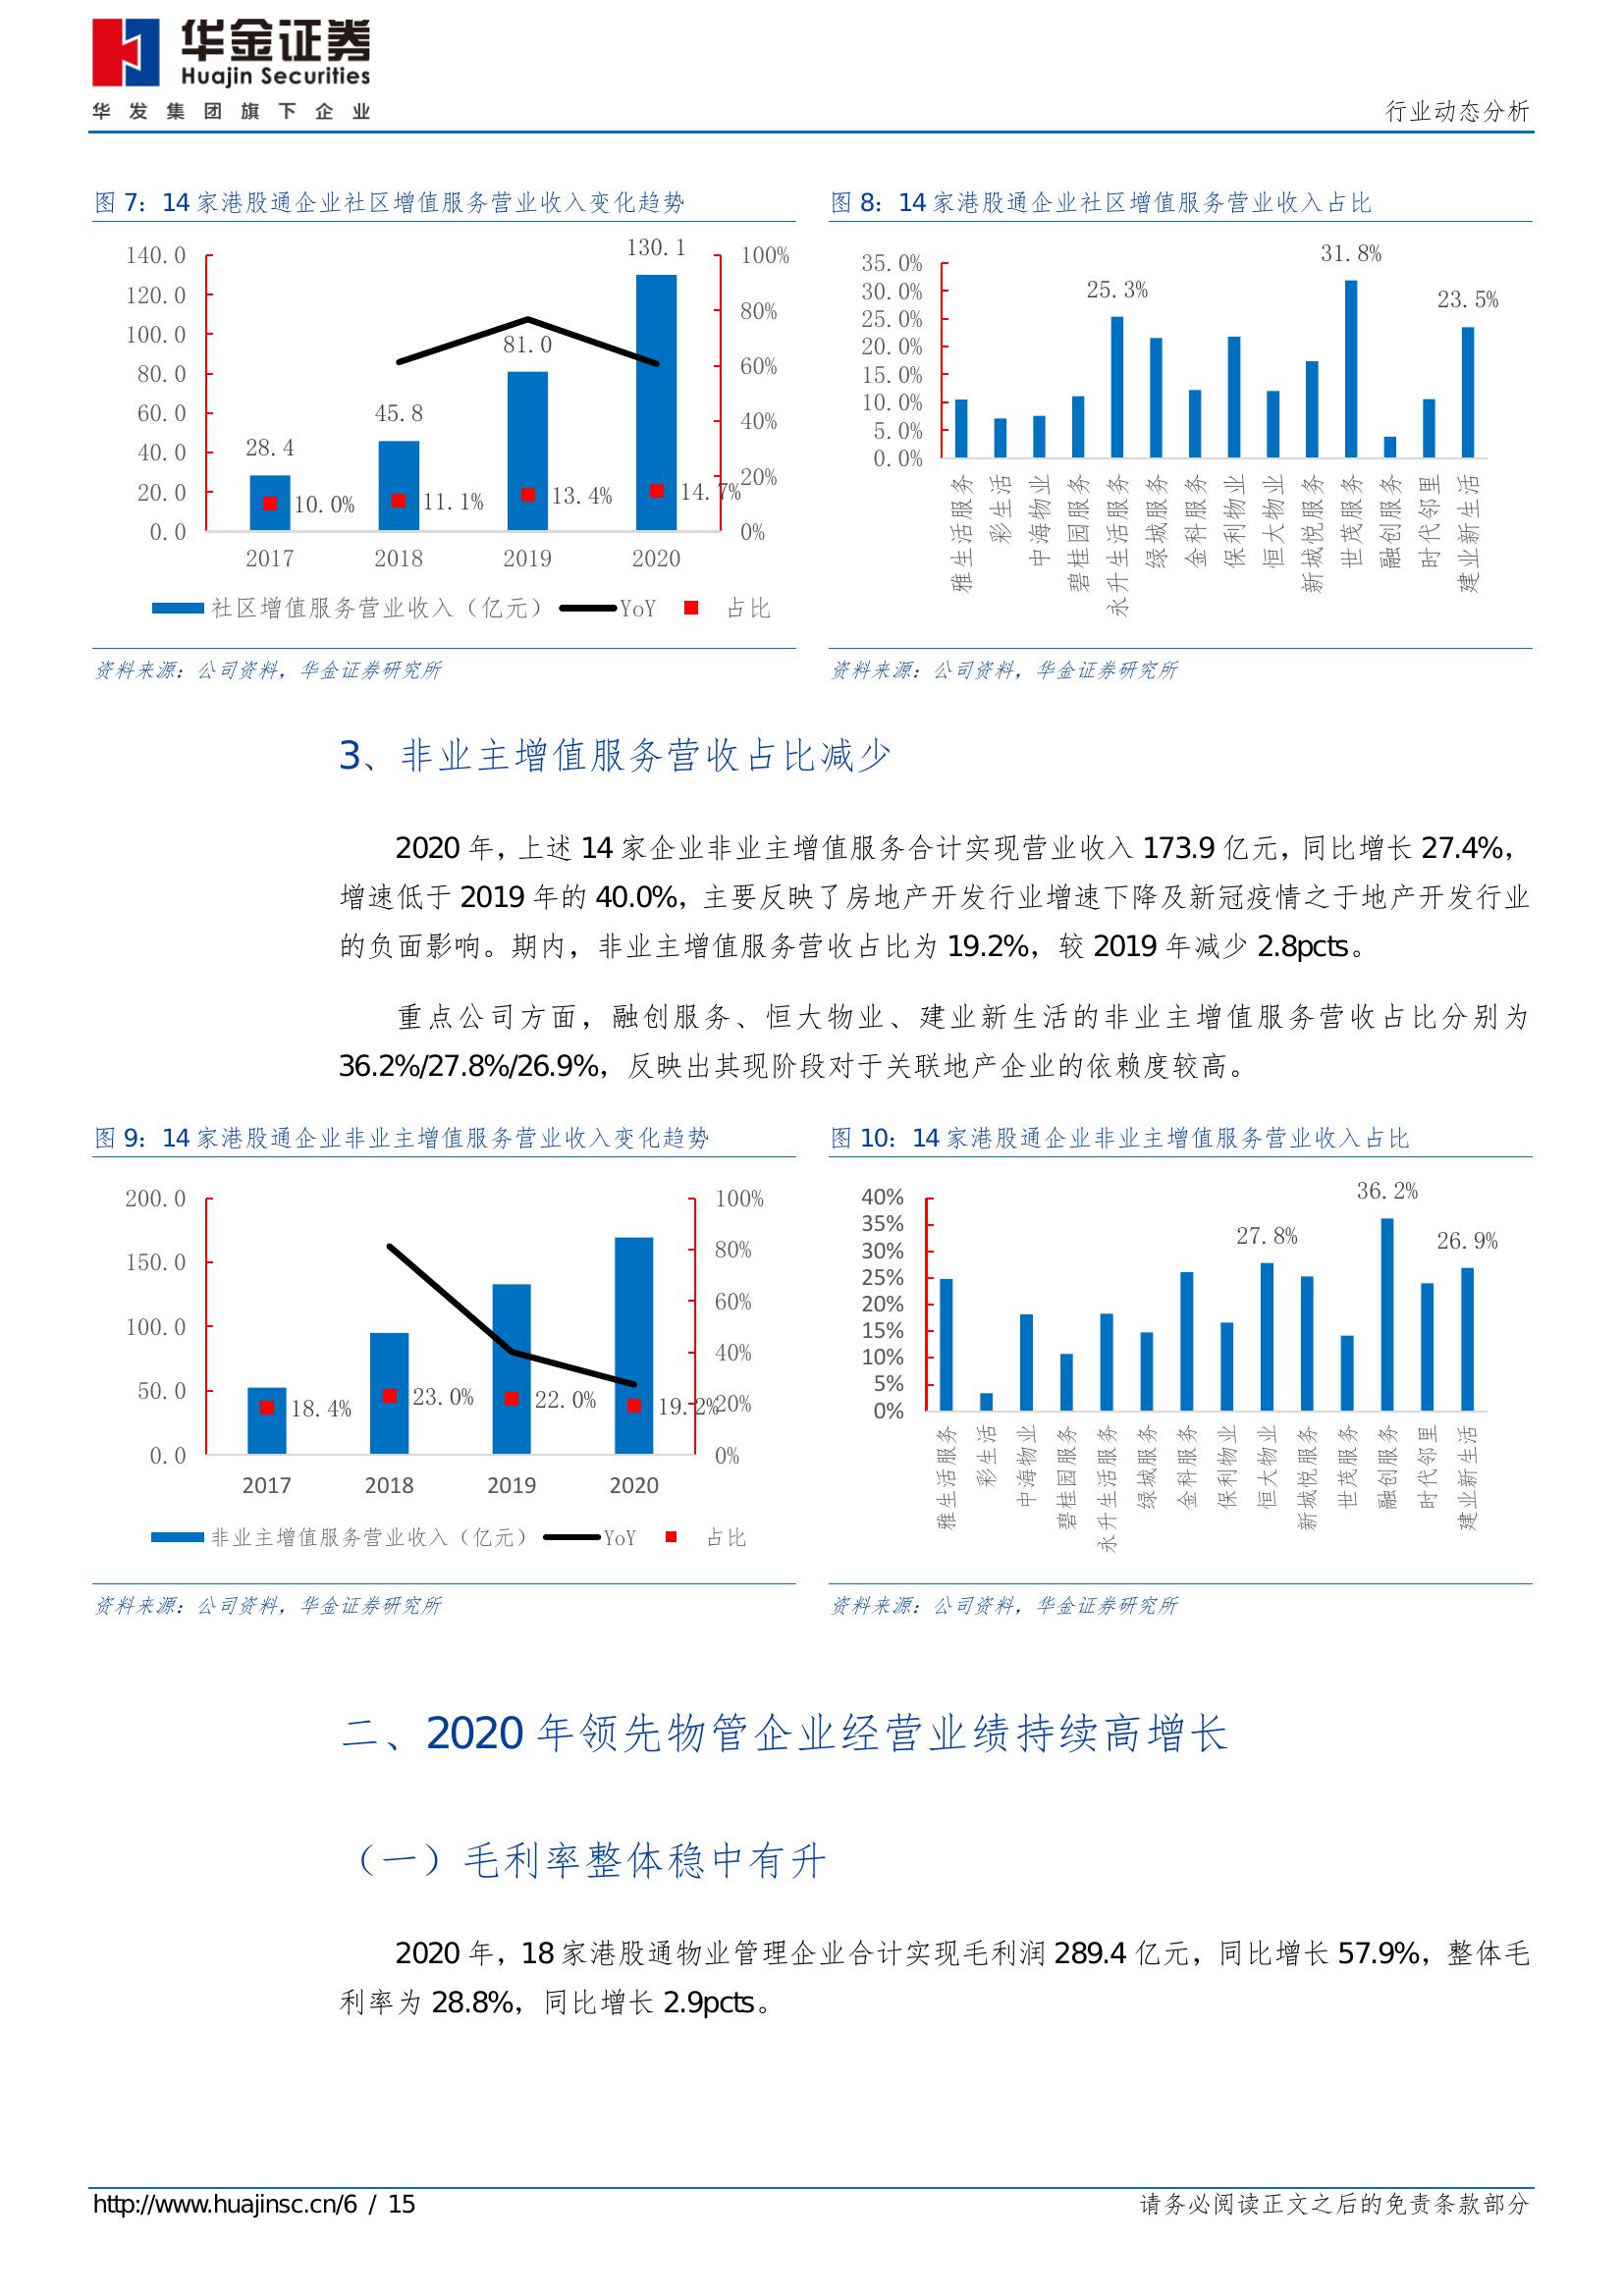 华金证券
Huajin Securities
华发集团旗下企业
行业动态分析
图 7：14 家港股通企业社区增值服务营业收入变化趋势
140.0
120.0
100.0
80.0
60.0
40.0
20.0
0.0
100%
80%
60%
40%
20%
0%
28.4
45.8
81.0
130.1
10.0%
11.1%
13.4%
14.7%
2017 2018 2019 2020
社区增值服务营业收入（亿元） YoY 占比
资料来源：公司资料，华金证券研究所
图 8：14 家港股通企业社区增值服务营业收入占比
35.0%
30.0%
25.0%
20.0%
15.0%
10.0%
5.0%
0.0%
25.3%
31.8%
23.5%
雅生活服务
彩生活
中海物业
碧桂园服务
永升生活服务
绿城服务
金科服务
保利物业
恒大物业
新城悦服务
世茂服务
融创服务
时代邻里
建业新生活
资料来源：公司资料，华金证券研究所
3、非业主增值服务营收占比减少
2020 年，上述 14 家企业非业主增值服务合计实现营业收入 173.9 亿元，同比增长 27.4%，
增速低于 2019 年的 40.0%，主要反映了房地产开发行业增速下降及新冠疫情之于地产开发行业
的负面影响。期内，非业主增值服务营收占比为 19.2%，较 2019 年减少 2.8pcts。
重点公司方面，融创服务、恒大物业、建业新生活的非业主增值服务营收占比分别为
36.2%/27.8%/26.9%，反映出其现阶段对于关联地产企业的依赖度较高。
图 9：14 家港股通企业非业主增值服务营业收入变化趋势
200.0
150.0
100.0
50.0
0.0
100%
80%
60%
40%
20%
0%
18.4%
23.0%
22.0%
19.2%
2017 2018 2019 2020
非业主增值服务营业收入（亿元） YoY 占比
资料来源：公司资料，华金证券研究所
图 10：14 家港股通企业非业主增值服务营业收入占比
40%
35%
30%
25%
20%
15%
10%
5%
0%
27.8%
36.2%
26.9%
雅生活服务
彩生活
中海物业
碧桂园服务
永升生活服务
绿城服务
金科服务
保利物业
恒大物业
新城悦服务
世茂服务
融创服务
时代邻里
建业新生活
资料来源：公司资料，华金证券研究所
二、2020 年领先物管企业经营业绩持续高增长
（一）毛利率整体稳中有升
2020 年，18 家港股通物业管理企业合计实现毛利润 289.4 亿元，同比增长 57.9%，整体毛
利率为 28.8%，同比增长 2.9pcts。
http://www.huajinsc.cn/6 / 15
请务必阅读正文之后的免责条款部分